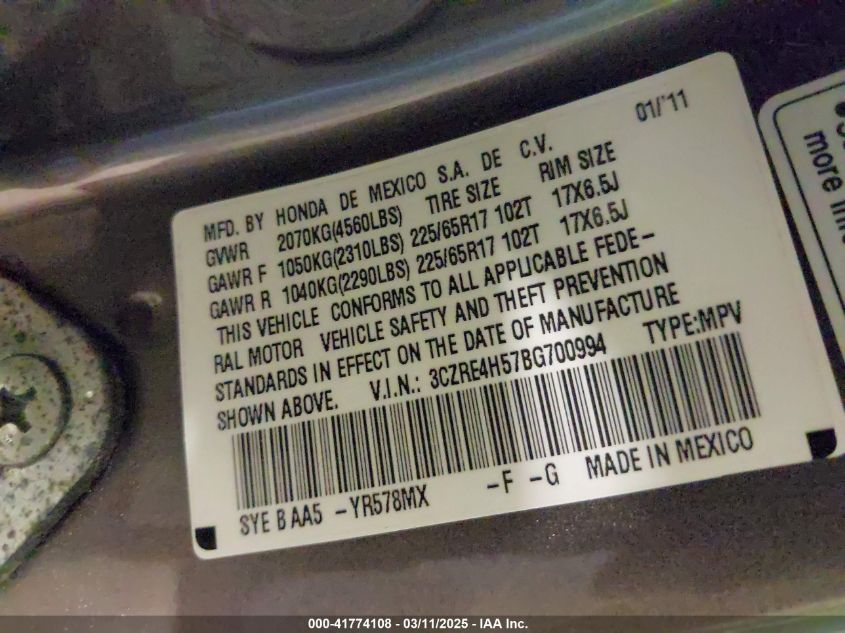 01/'11
MFD. BY HONDA DE MEXICO S.A. DE C.V.
GVWR 2070KG(4560LBS) TIRE SIZE RIM SIZE
GAWR F 1050KG(2310LBS) 225/65R17 102T 17X6.5J
GAWR R 1040KG(2290LBS) 225/65R17 102T 17X6.5J
THIS VEHICLE CONFORMS TO ALL APPLICABLE FEDE-
RAL MOTOR VEHICLE SAFETY AND THEFT PREVENTION
STANDARDS IN EFFECT ON THE DATE OF MANUFACTURE
SHOWN ABOVE. V.I.N.: 3CZRE4H57BG700994 TYPE:MPV
SYE B AA5 -YR578MX -F -G MADE IN MEXICO
more
000-41774108 - 03/11/2025 - IAA Inc.